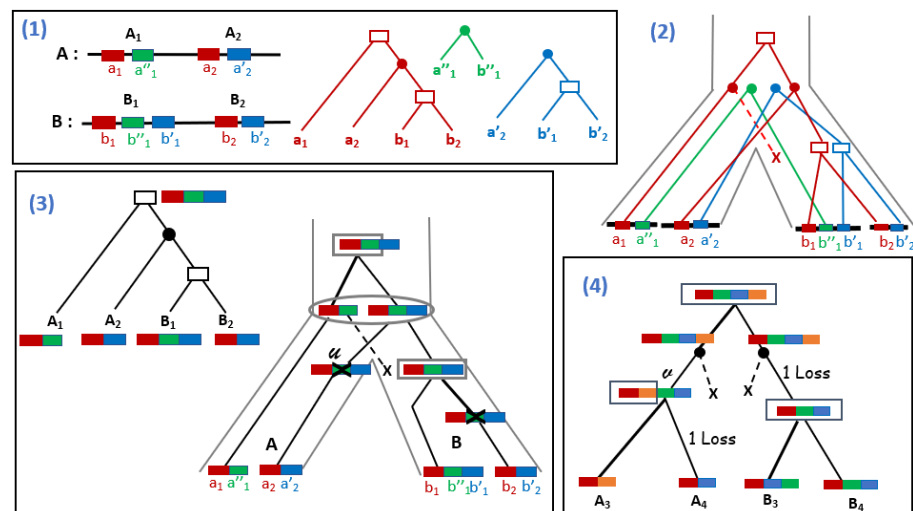 (1)
A₁ A₂
A :
a₁ a''₁ a₂ a'₂
B₁ B₂
B :
b₁ b''₁ b'₁ b₂ b'₂
a''₁ b''₁
a₁ a₂ b₁ b₂
a'₂ b'₁ b'₂
(2)
X
a₁ a''₁ a₂ a'₂ b₁ b''₁ b'₁ b₂ b'₂
(3)
A₁ A₂ B₁ B₂
u X
A B
a₁ a''₁ a₂ a'₂ b₁ b''₁ b'₁ b₂ b'₂
(4)
v X X 1 Loss
1 Loss
A₃ A₄ B₃ B₄